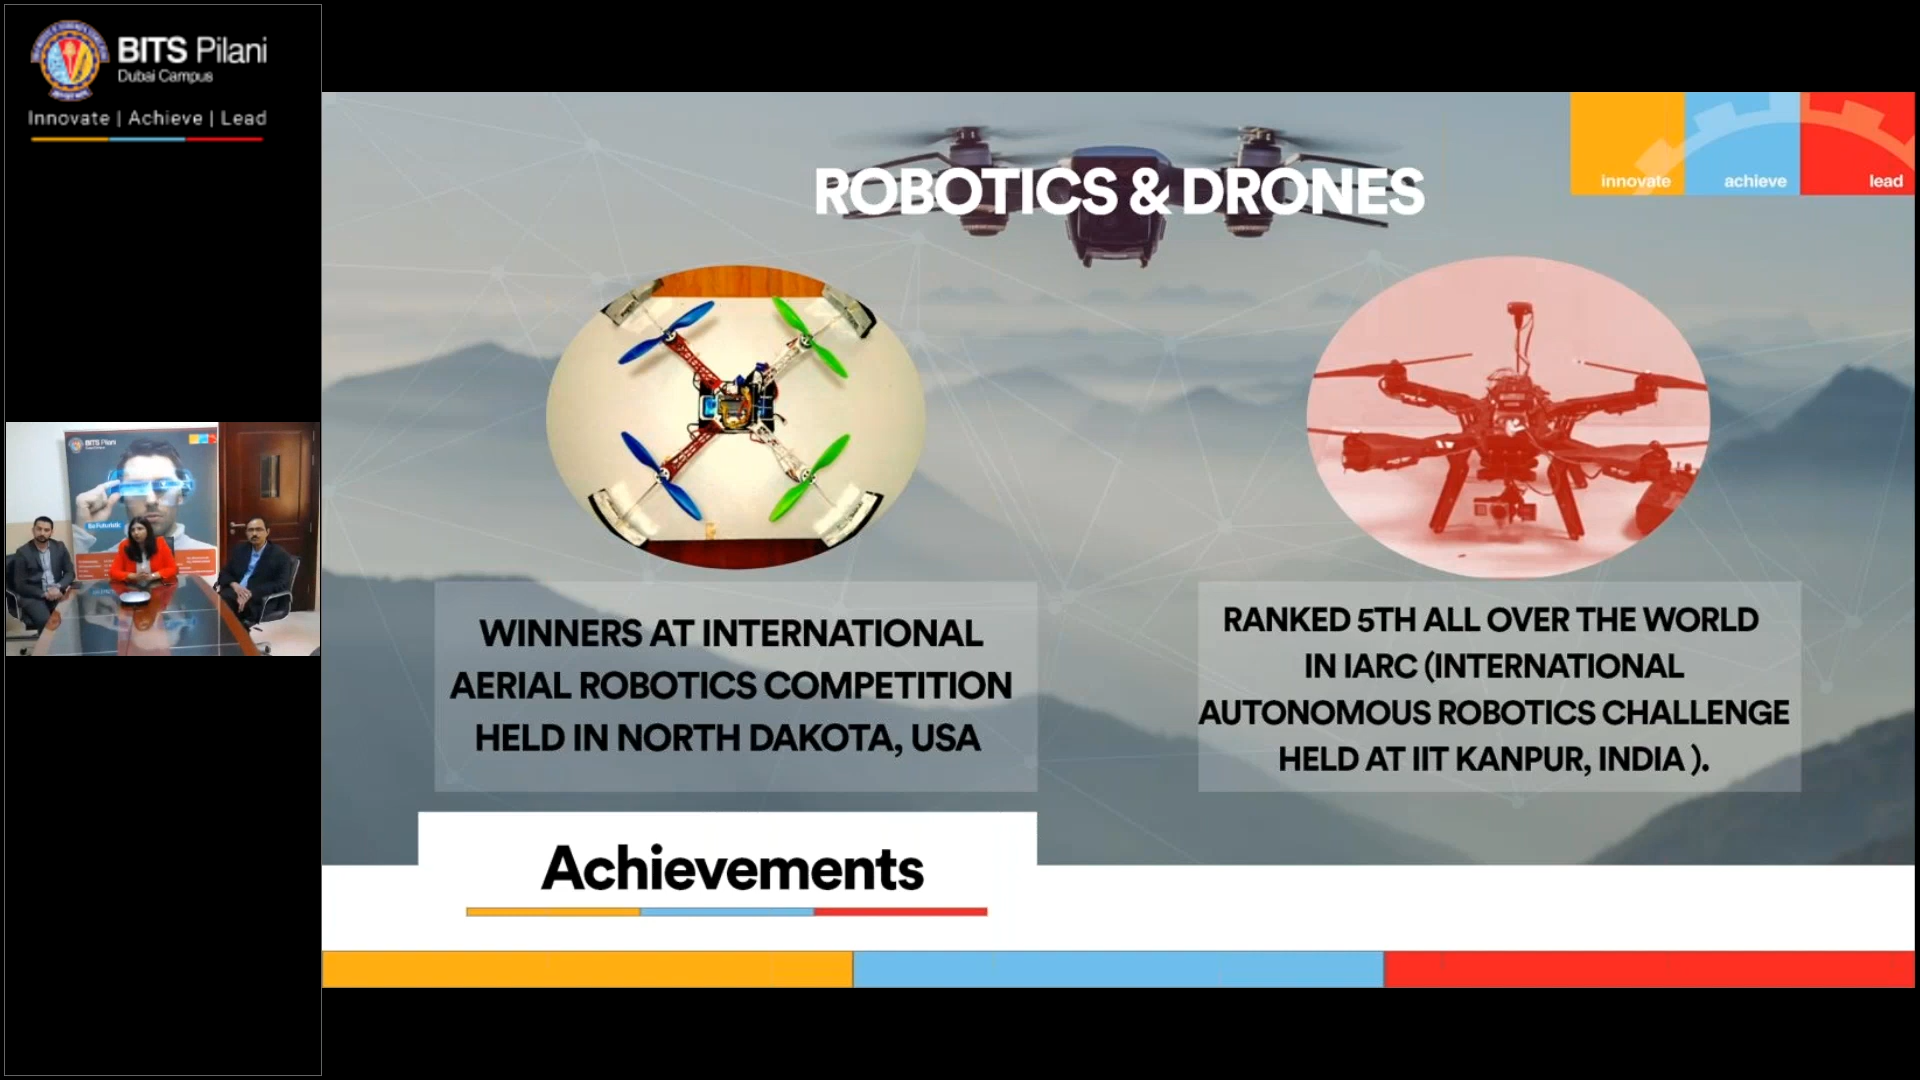 BITS Pilani
Dubai Campus
Innovate | Achieve | Lead
innovate achieve lead
ROBOTICS & DRONES
WINNERS AT INTERNATIONAL
AERIAL ROBOTICS COMPETITION
HELD IN NORTH DAKOTA, USA
RANKED 5TH ALL OVER THE WORLD
IN IARC (INTERNATIONAL
AUTONOMOUS ROBOTICS CHALLENGE
HELD AT IIT KANPUR, INDIA ).
Achievements
BITS Pilani